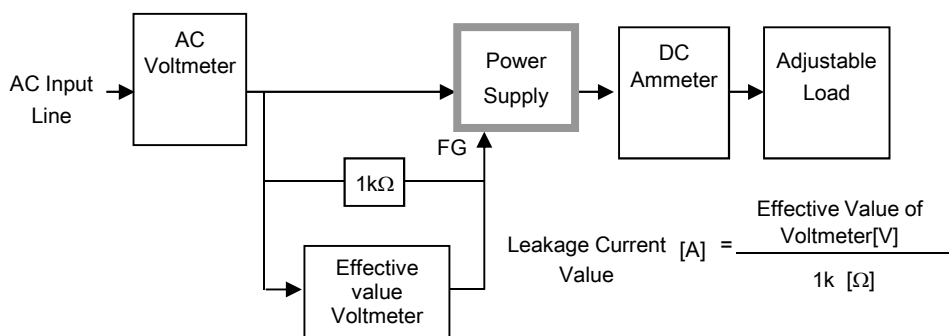 AC
Voltmeter
AC Input
Line
Power
Supply
DC
Ammeter
Adjustable
Load
FG
1kΩ
Effective
value
Voltmeter
Leakage Current [A] =
Value
Effective Value of
Voltmeter[V]
1k [Ω]